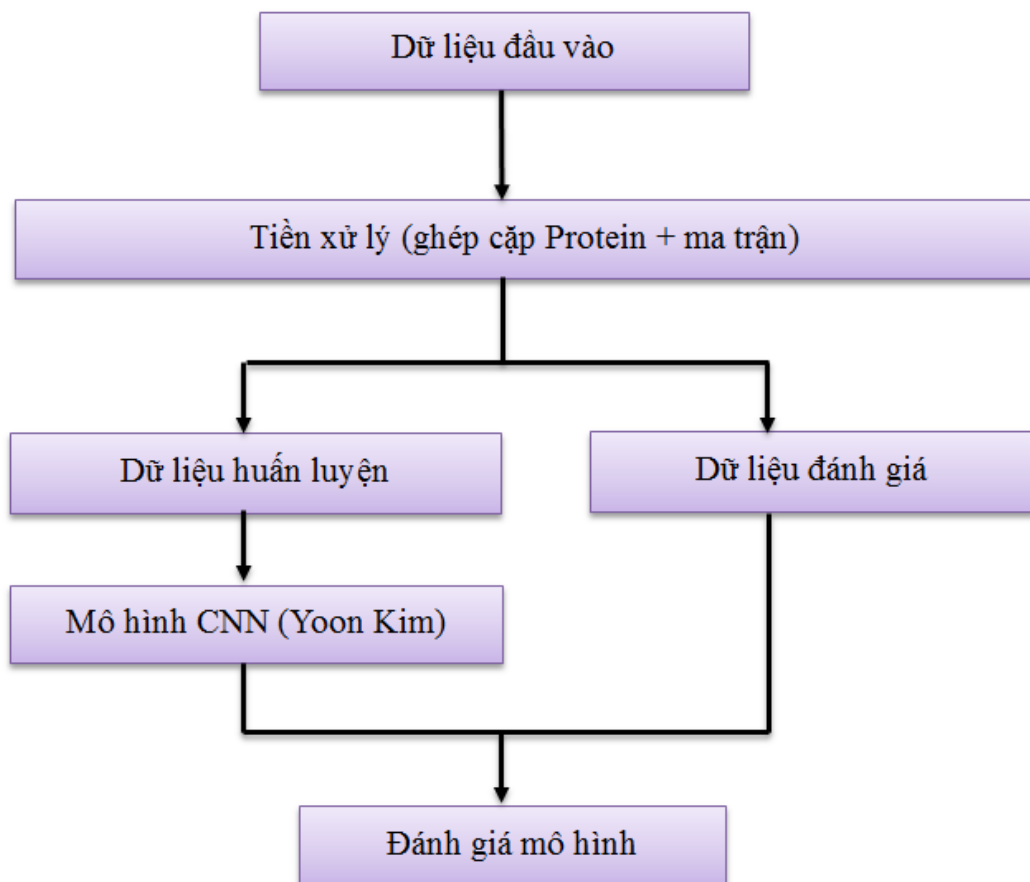 Dữ liệu đầu vào
Tiền xử lý (ghép cặp Protein + ma trận)
Dữ liệu huấn luyện
Dữ liệu đánh giá
Mô hình CNN (Yoon Kim)
Đánh giá mô hình